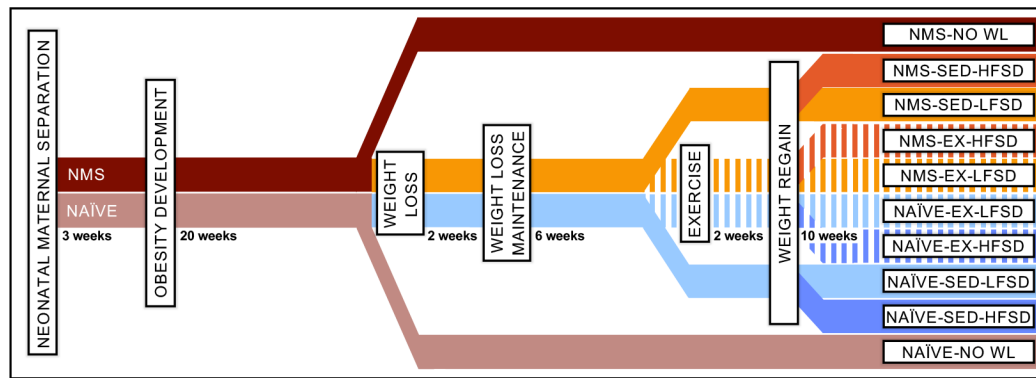 NEONATAL MATERNAL SEPARATION
NMS
NAÏVE
3 weeks
OBESITY DEVELOPMENT
20 weeks
WEIGHT
LOSS
2 weeks
WEIGHT LOSS
MAINTENANCE
6 weeks
EXERCISE
2 weeks
WEIGHT REGAIN
10 weeks
NMS-NO WL
NMS-SED-HFSD
NMS-SED-LFSD
NMS-EX-HFSD
NMS-EX-LFSD
NAÏVE-EX-LFSD
NAÏVE-EX-HFSD
NAÏVE-SED-LFSD
NAÏVE-SED-HFSD
NAÏVE-NO WL